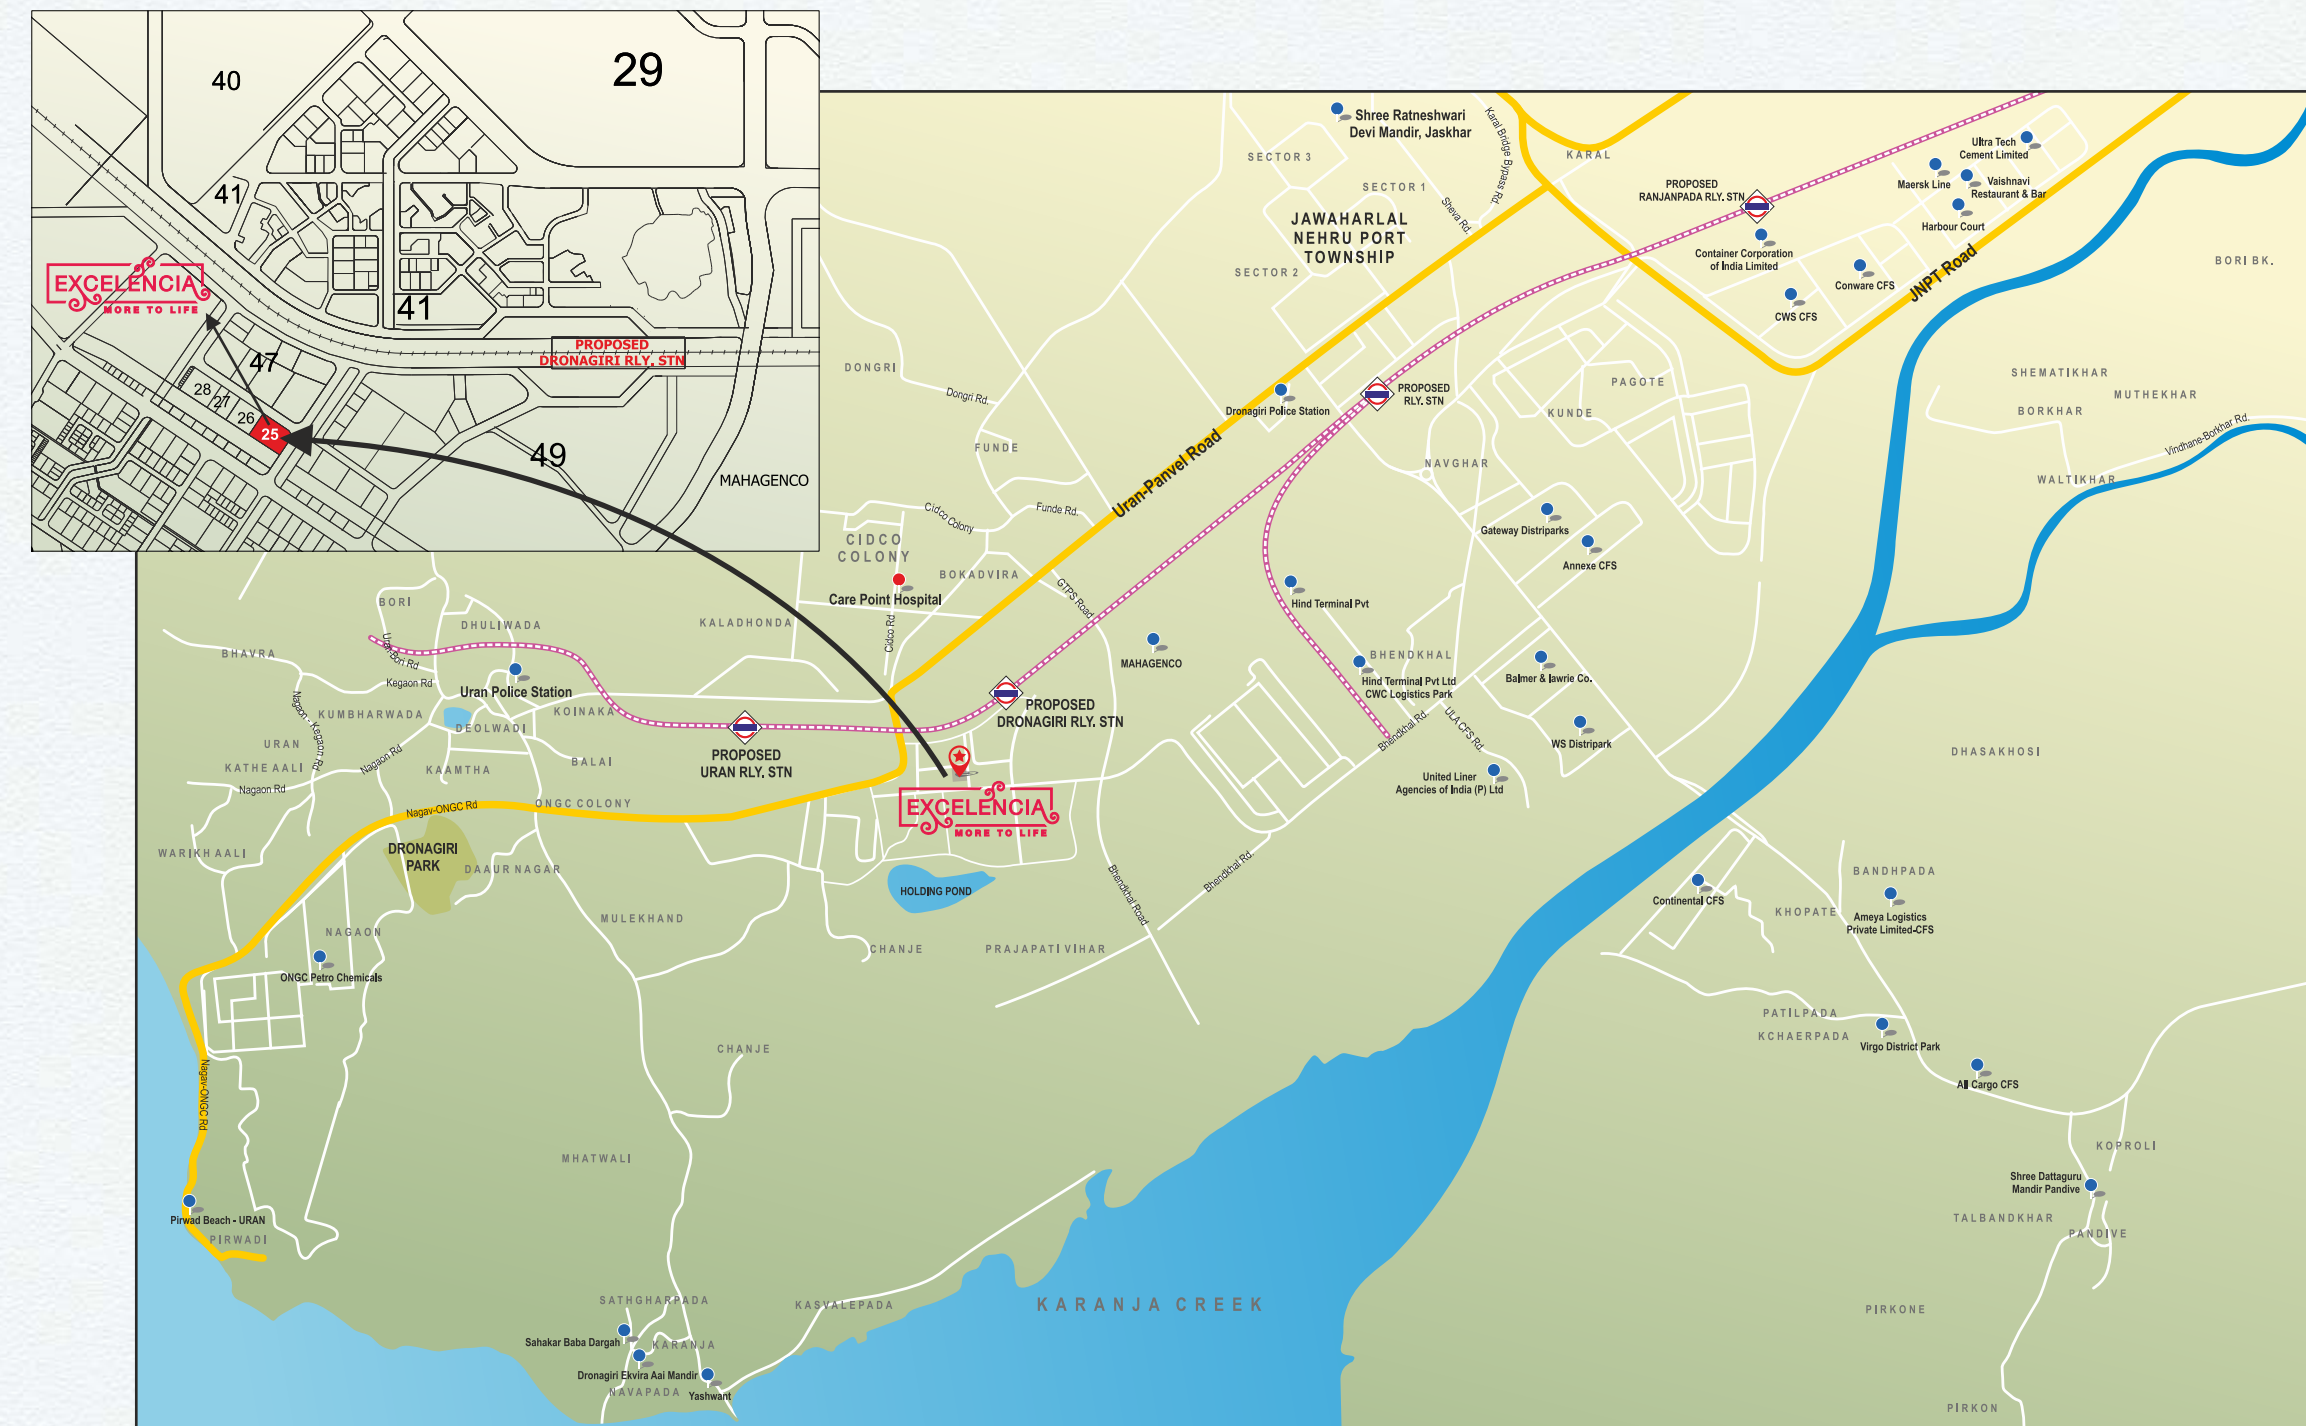 40
29
41
EXCELENCIA
MORE TO LIFE
41
PROPOSED
DRONAGIRI RLY. STN
47
28
27
26
25
49
MAHAGENCO
Shree Ratneshwari
Devi Mandir, Jaskhar
SECTOR 3
SECTOR 1
Karal Bridge Bypass Rd.
Sheva Rd.
KARAL
JAWAHARLAL
NEHRU PORT
TOWNSHIP
SECTOR 2
PROPOSED
RANJANPADA RLY. STN
Ultra Tech
Cement Limited
Maersk Line
Vaishnavi
Restaurant & Bar
Harbour Court
Container Corporation
of India Limited
Conware CFS
CWS CFS
JNPT Road
BORI BK.
DONGRI
Dongri Rd.
FUNDE
Dronagiri Police Station
PROPOSED
RLY. STN
PAGOTE
KUNDE
SHEMATIKHAR
MUTHEKHAR
BORKHAR
Vindhane-Borkhar Rd.
WALTIKHAR
Uran-Panvel Road
NAVGHAR
Cidco Colony
Funde Rd.
CIDCO
COLONY
BOKADVIRA
Gateway Distriparks
Annexe CFS
Care Point Hospital
GTPS Road
Cidco Rd
Hind Terminal Pvt
BORI
DHULIWADA
KALADHONDA
BHAVRA
Uran-Bori Rd
Kegaon Rd
Uran Police Station
MAHAGENCO
BHENDKHAL
Hind Terminal Pvt Ltd
CWC Logistics Park
Balmer & lawrie Co.
Nagaon - Kegaon Rd
KUMBHARWADA
KOINAKA
DEOLWADI
PROPOSED
DRONAGIRI RLY. STN
Bhendkhal Rd.
ULA CFS Rd.
WS Distripark
URAN
KATHE AALI
Nagaon Rd
Nagaon Rd
KAAMTHA
BALAI
PROPOSED
URAN RLY. STN
DHASAKHOSI
United Liner
Agencies of India (P) Ltd
Nagav-ONGC Rd
ONGC COLONY
EXCELENCIA
MORE TO LIFE
WARIKHAALI
DRONAGIRI
PARK
DAAUR NAGAR
HOLDING POND
Bhendkhal Rd.
Bhendkhal Road
Continental CFS
BANDHPADA
Ameya Logistics
Private Limited-CFS
KHOPATE
MULEKHAND
NAGAON
ONGC Petro Chemicals
CHANJE
PRAJAPATI VIHAR
PATILPADA
KCHAERPADA
Virgo District Park
CHANJE
All Cargo CFS
Nagav-ONGC Rd
MHATWALI
KOPROLI
Shree Dattaguru
Mandir Pandive
TALBANDKHAR
PANDIVE
Pirwad Beach - URAN
PIRWADI
SATHGHARPADA
KASVALEPADA
KARANJA CREEK
PIRKONE
Sahakar Baba Dargah
KARANJA
Dronagiri Ekvira Aai Mandir
NAVAPADA
Yashwant
PIRKON